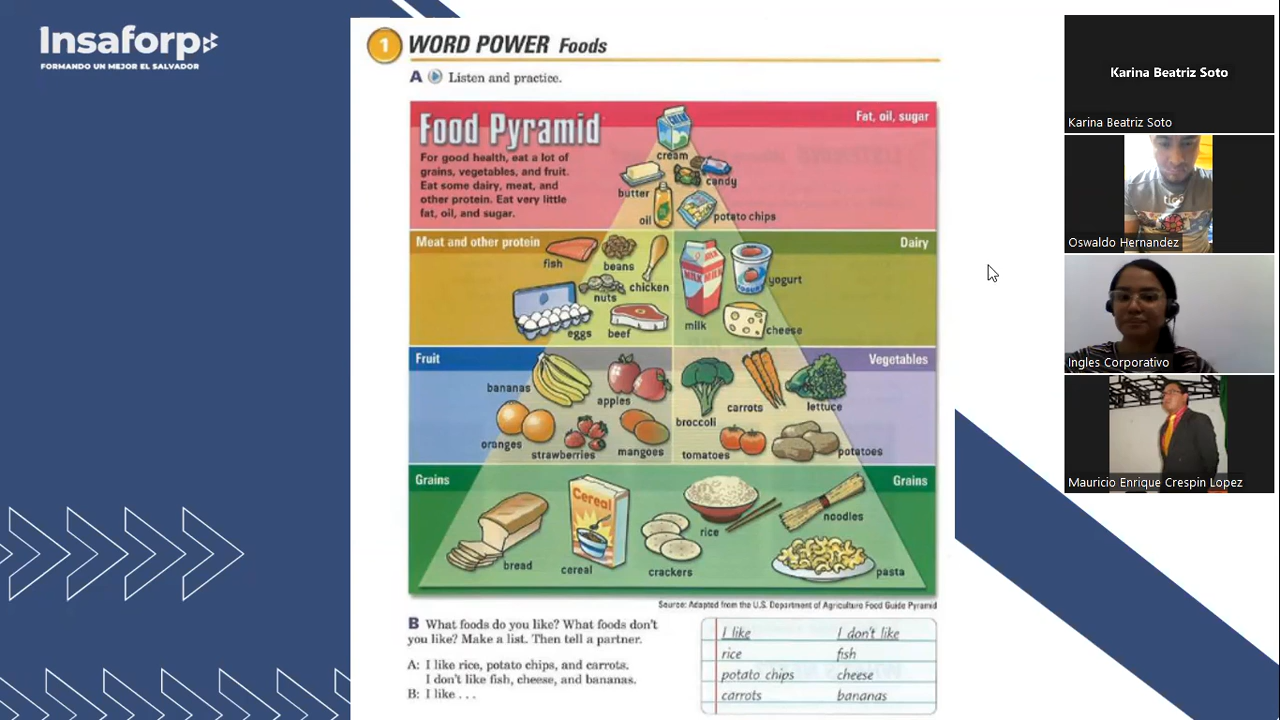 Insaforp
FORMANDO UN MEJOR EL SALVADOR
1 WORD POWER Foods
A Listen and practice.
Food Pyramid
For good health, eat a lot of
grains, vegetables, and fruit.
Eat some dairy, meat, and
other protein. Eat very little
fat, oil, and sugar.
Fat, oil, sugar
CREAM
cream
butter
candy
oil
potato chips
Meat and other protein
fish
beans
chicken
nuts
eggs
beef
Dairy
MILK
yogurt
YOGURT
milk
cheese
Fruit
bananas
apples
oranges
strawberries
mangoes
Vegetables
broccoli
carrots
lettuce
tomatoes
potatoes
Grains
Grains
bread
Cereal
cereal
crackers
rice
noodles
pasta
Source: Adapted from the U.S. Department of Agriculture Food Guide Pyramid
B What foods do you like? What foods don't
you like? Make a list. Then tell a partner.
A: I like rice, potato chips, and carrots.
I don't like fish, cheese, and bananas.
B: I like . . .
I like I don't like
rice fish
potato chips cheese
carrots bananas
Karina Beatriz Soto
Karina Beatriz Soto
Oswaldo Hernandez
Ingles Corporativo
Mauricio Enrique Crespin Lopez